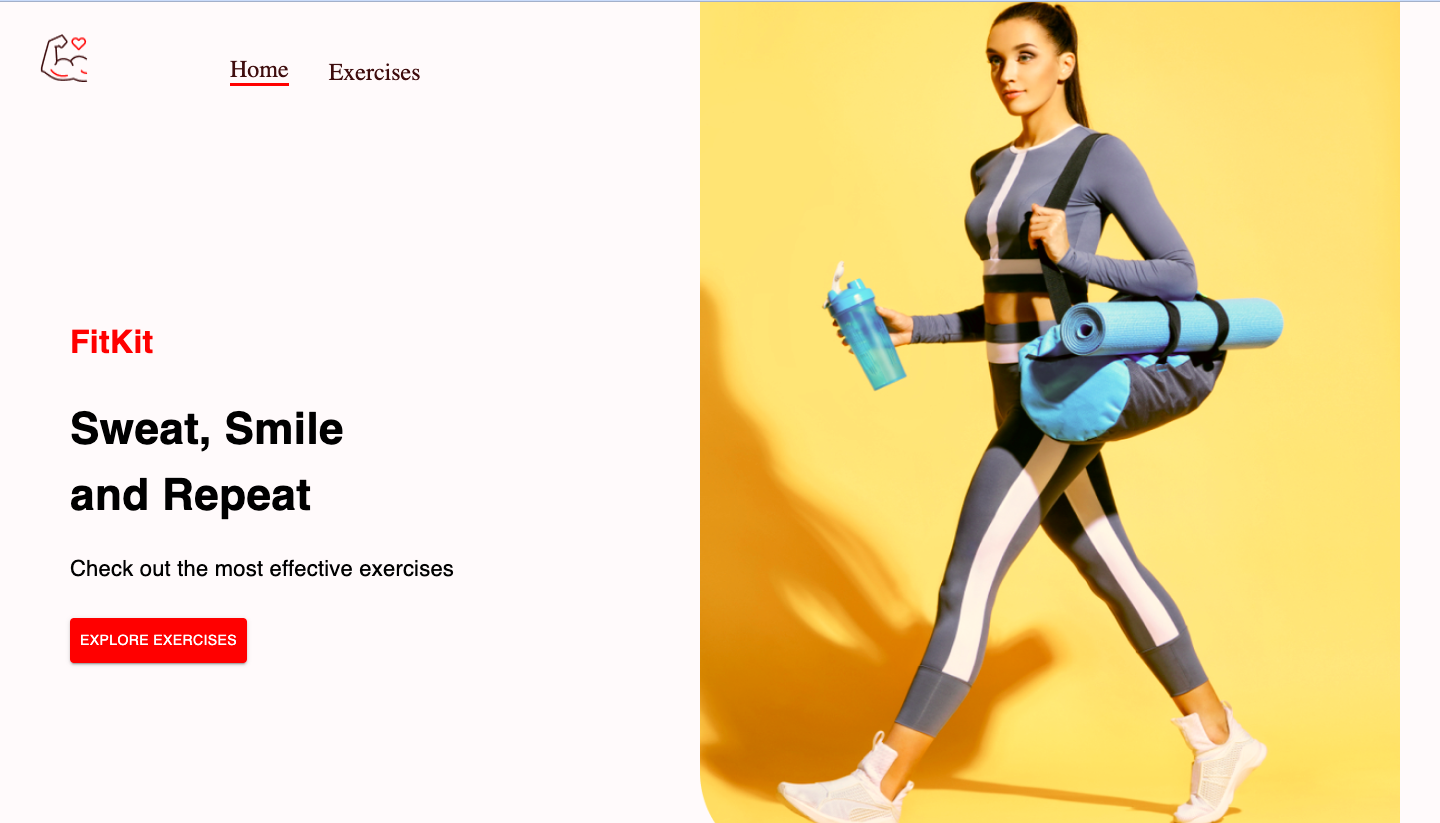 Home
Exercises
FitKit
Sweat, Smile
and Repeat
Check out the most effective exercises
EXPLORE EXERCISES